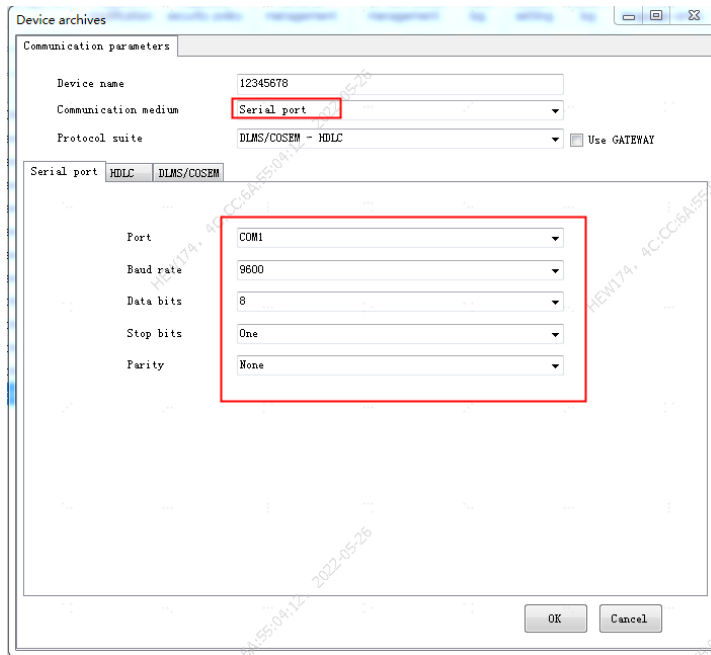 Device archives
Communication parameters
Device name 12345678
Communication medium Serial port
Protocol suite DLMS/COSEM - HDLC Use GATEWAY
Serial port HDLC DLMS/COSEM
Port COM1
Baud rate 9600
Data bits 8
Stop bits One
Parity None
OK Cancel